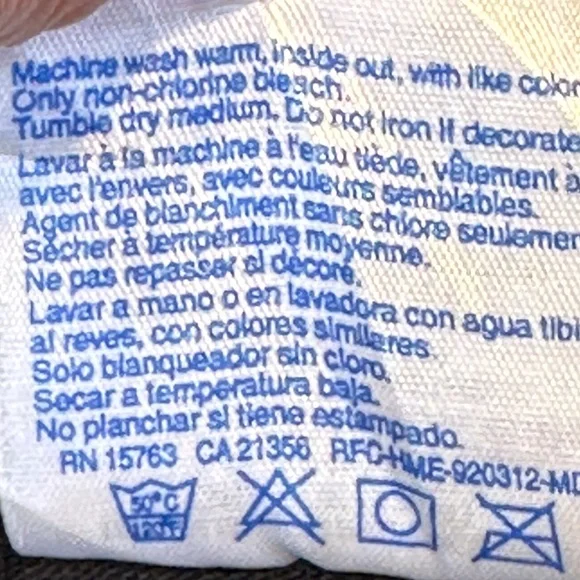 Machine wash warm, inside out, with like color
Only non-chlorine bleach.
Tumble dry medium. Do not iron if decorate
Lavar à la machine à l'eau tiède, vêtement à
avec l'envers, avec couleurs semblables.
Agent de blanchiment sans chlore seulemen
Sécher à température moyenne.
Ne pas repasser si décoré.
Lavar a mano o en lavadora con agua tibi
al reves, con colores similares.
Solo blanqueador sin cloro.
Secar a temperatura baja.
No planchar si tiene estampado.
RN 15763 CA 21356 RFC-HME-920312-MD
50°C
120°F